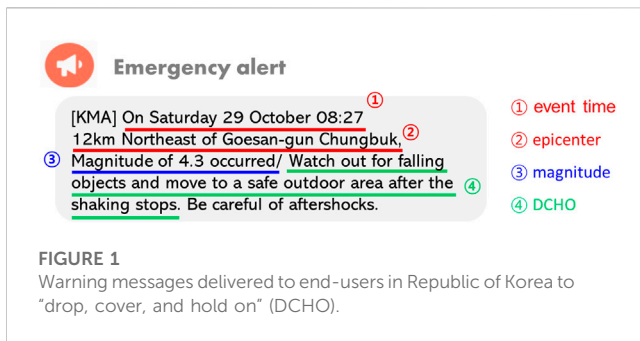 Emergency alert
[KMA] On Saturday 29 October 08:27 ①
12km Northeast of Goesan-gun Chungbuk, ②
③ Magnitude of 4.3 occurred/ Watch out for falling
objects and move to a safe outdoor area after the ④
shaking stops. Be careful of aftershocks.
① event time
② epicenter
③ magnitude
④ DCHO
FIGURE 1
Warning messages delivered to end-users in Republic of Korea to
“drop, cover, and hold on” (DCHO).